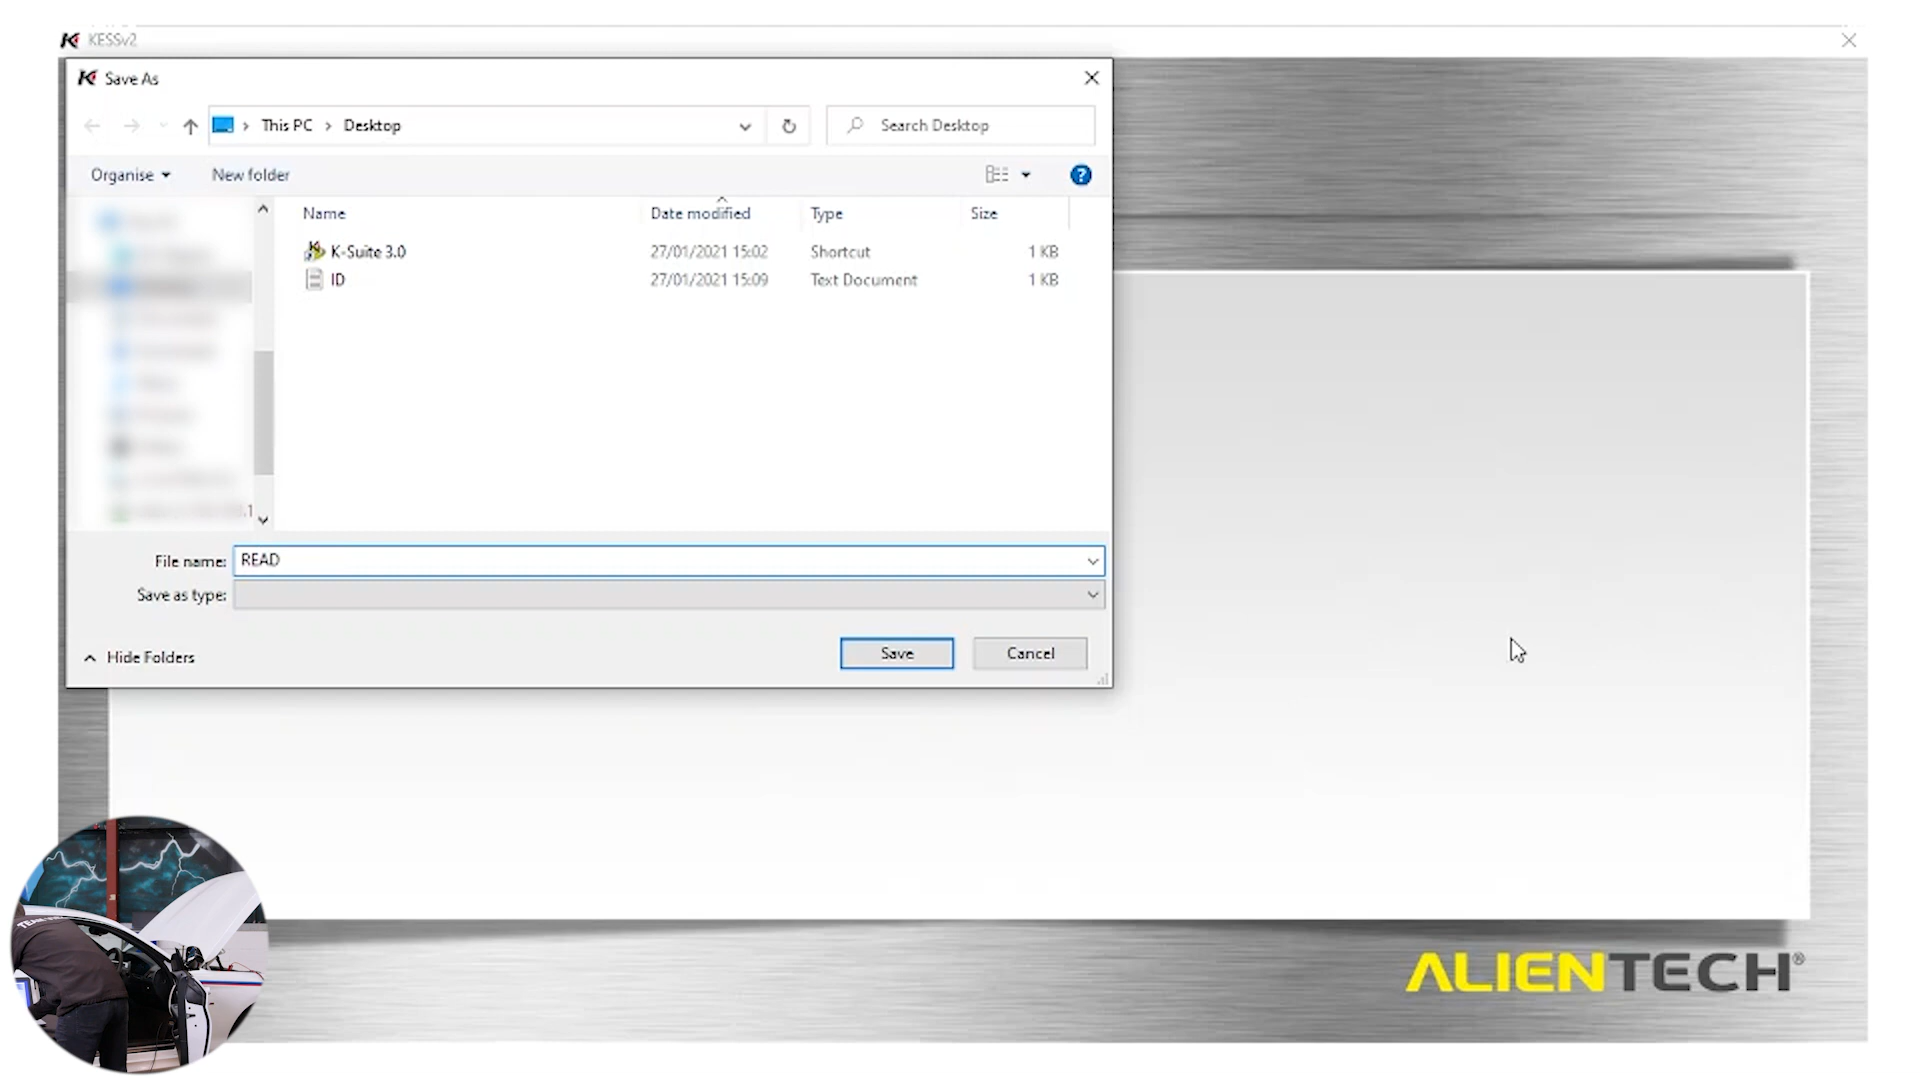 KESSv2
Save As
This PC > Desktop
Search Desktop
Organise
New folder
Name Date modified Type Size
K-Suite 3.0 27/01/2021 15:02 Shortcut 1 KB
ID 27/01/2021 15:09 Text Document 1 KB
File name: READ
Save as type:
Hide Folders
Save
Cancel
ALIENTECH®